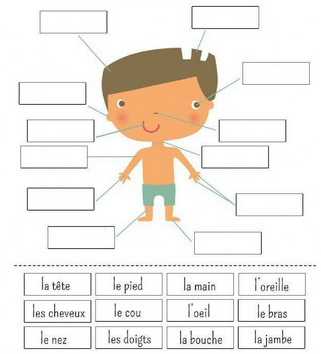 la tête le pied la main l'oreille
les cheveux le cou l'oeil le bras
le nez les doigts la bouche la jambe